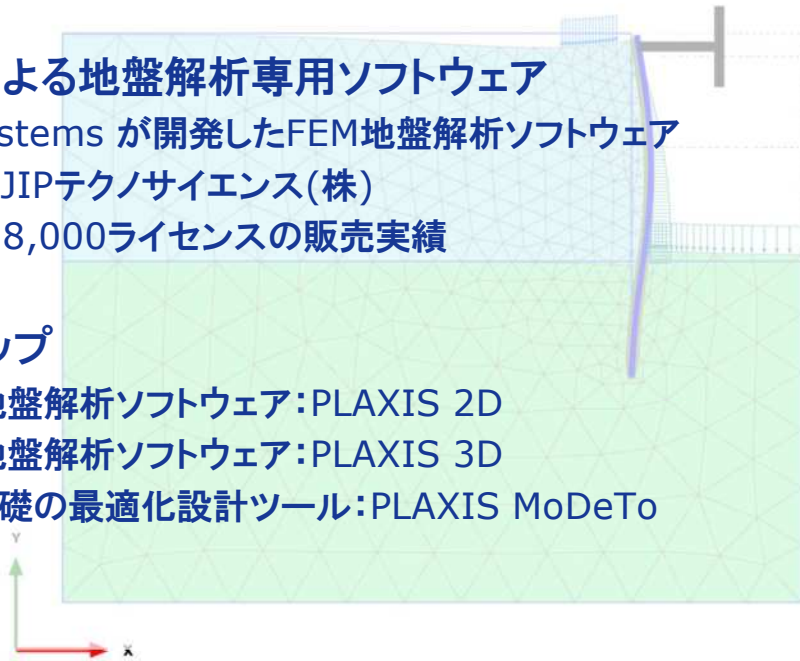 よる地盤解析専用ソフトウェア
stems が開発したFEM地盤解析ソフトウェア
JIPテクノサイエンス(株)
8,000ライセンスの販売実績
ップ
盤解析ソフトウェア：PLAXIS 2D
盤解析ソフトウェア：PLAXIS 3D
礎の最適化設計ツール：PLAXIS MoDeTo
Y
X